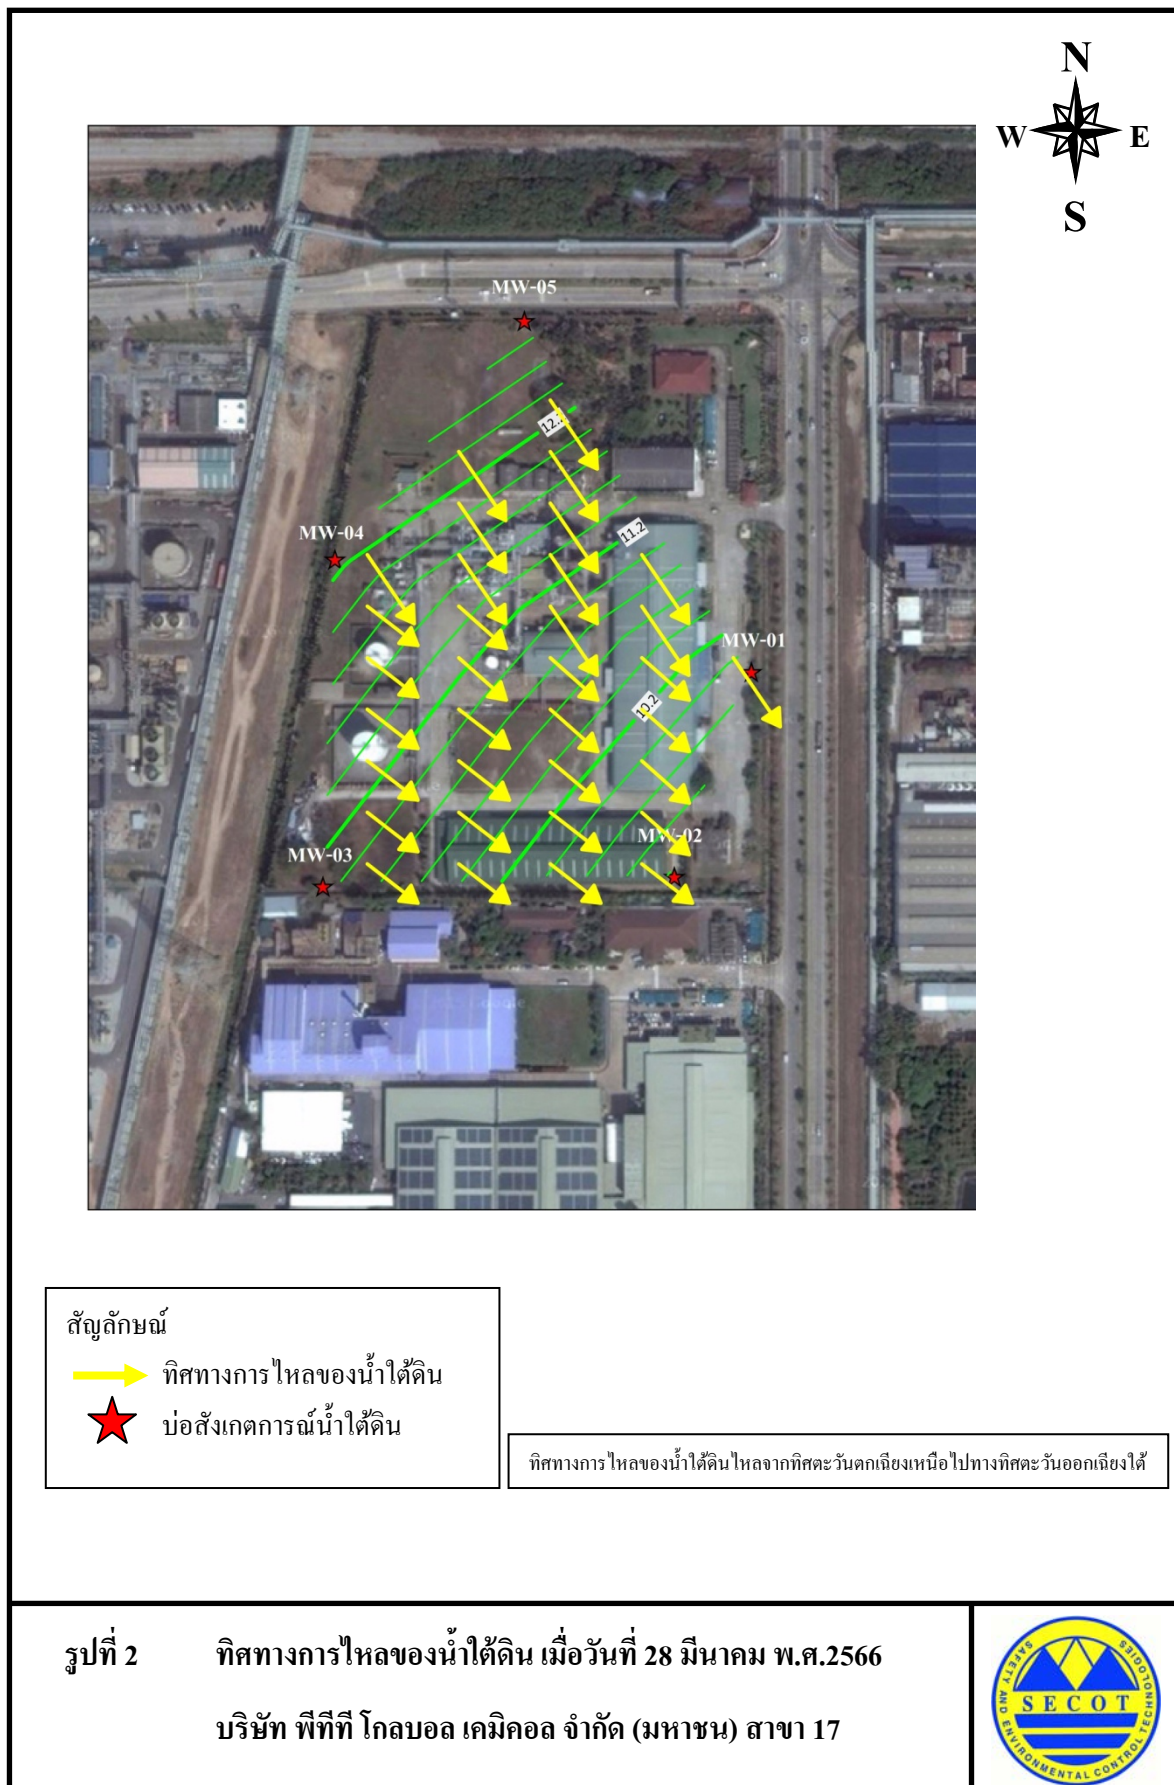 N
W E
S
MW-05
12.2
MW-04
11.2
MW-01
10.2
MW-02
MW-03
สัญลักษณ์
ทิศทางการไหลของน้ำใต้ดิน
บ่อสังเกตการณ์น้ำใต้ดิน
ทิศทางการไหลของน้ำใต้ดินไหลจากทิศตะวันตกเฉียงเหนือไปทางทิศตะวันออกเฉียงใต้
รูปที่ 2 ทิศทางการไหลของน้ำใต้ดิน เมื่อวันที่ 28 มีนาคม พ.ศ.2566
บริษัท พีทีที โกลบอล เคมิคอล จำกัด (มหาชน) สาขา 17
SECOT
SAFETY AND ENVIRONMENTAL CONTROL TECHNOLOGIES